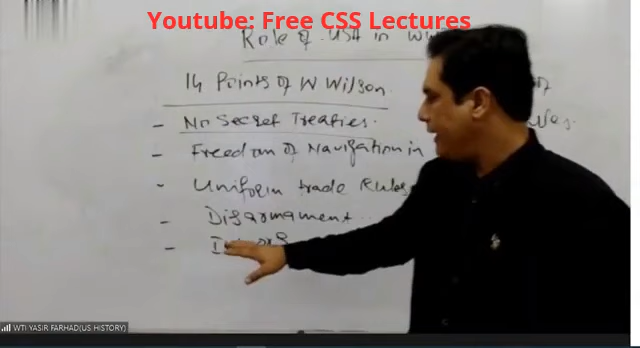 Youtube: Free CSS Lectures
Role of USA in WW
14 Points of W Wilson.
- No Secret Treaties.
- Freedom of Navigation in
- Uniform trade Rules
- Disarmament..
-
WTI YASIR FARHAD(US HISTORY)